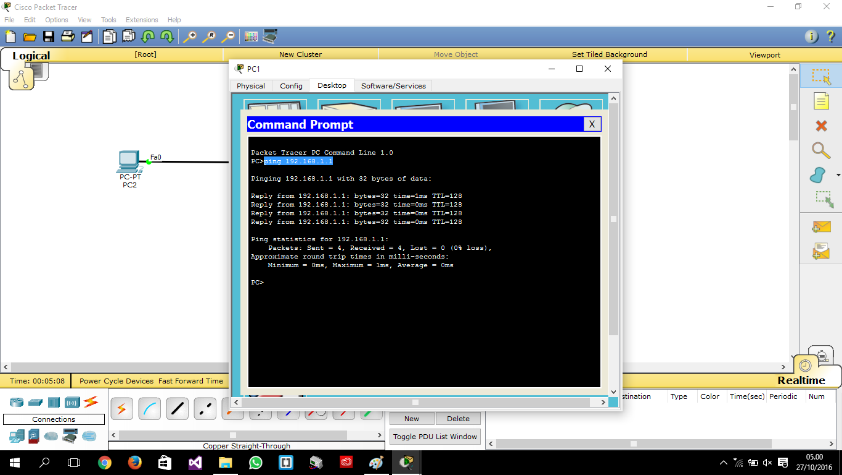 Cisco Packet Tracer
File Edit Options View Tools Extensions Help
Logical [Root] New Cluster Move Object Set Tiled Background Viewport
PC1
Physical Config Desktop Software/Services
Command Prompt X
Packet Tracer PC Command Line 1.0
PC>ping 192.168.1.1
Pinging 192.168.1.1 with 32 bytes of data:
Reply from 192.168.1.1: bytes=32 time=1ms TTL=128
Reply from 192.168.1.1: bytes=32 time=0ms TTL=128
Reply from 192.168.1.1: bytes=32 time=0ms TTL=128
Reply from 192.168.1.1: bytes=32 time=0ms TTL=128
Ping statistics for 192.168.1.1:
Packets: Sent = 4, Received = 4, Lost = 0 (0% loss),
Approximate round trip times in milli-seconds:
Minimum = 0ms, Maximum = 1ms, Average = 0ms
PC>
Fa0
PC-PT
PC2
Time: 00:05:08 Power Cycle Devices Fast Forward Time
Realtime
Connections
Copper Straight-Through
New Delete
Toggle PDU List Window
stination Type Color Time(sec) Periodic Num
05.00
27/10/2016